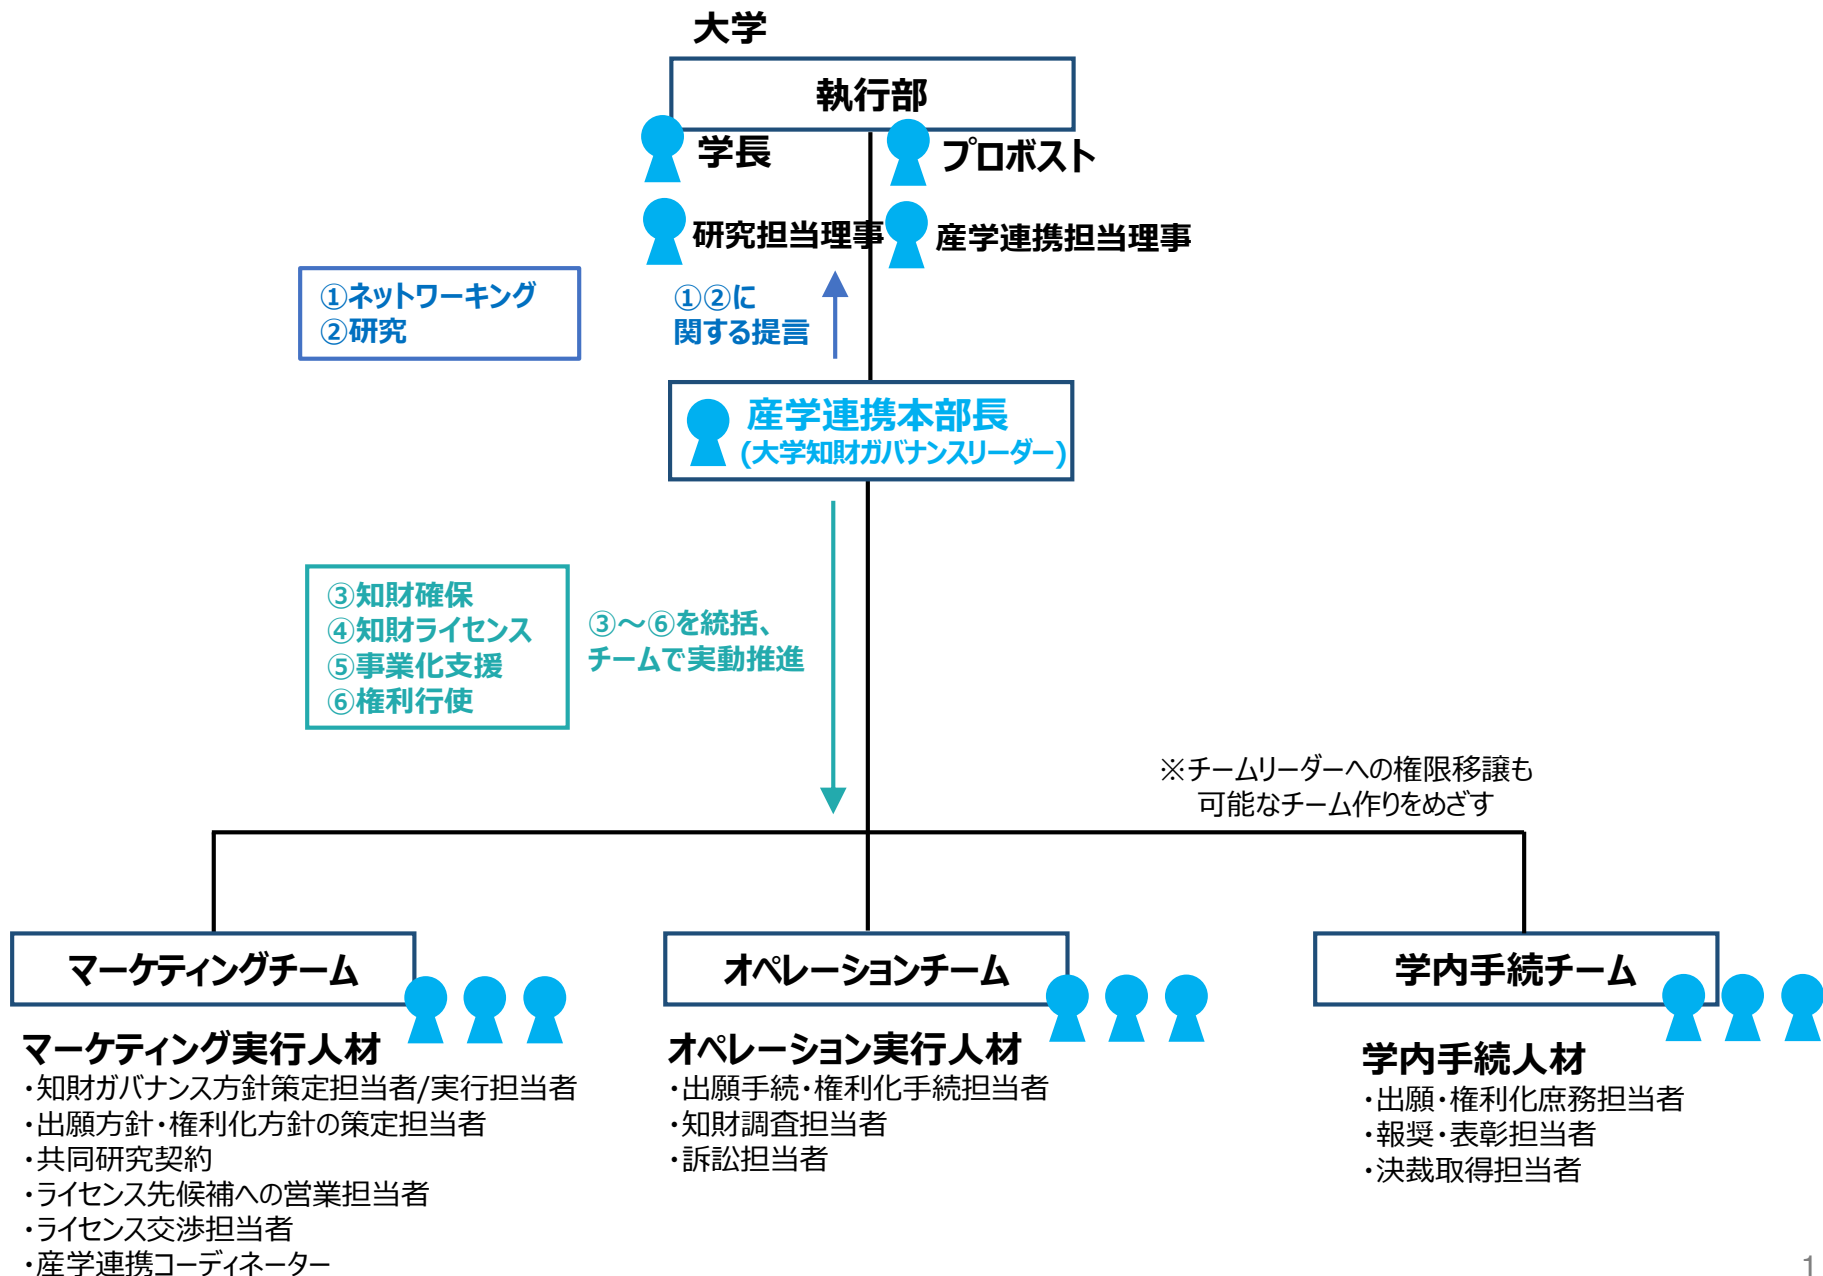 大学
執行部
学長
プロボスト
研究担当理事
産学連携担当理事
①ネットワーキング
②研究
①②に
関する提言
産学連携本部長
(大学知財ガバナンスリーダー)
③知財確保
④知財ライセンス
⑤事業化支援
⑥権利行使
③～⑥を統括、
チームで実動推進
※チームリーダーへの権限移譲も
可能なチーム作りをめざす
マーケティングチーム
マーケティング実行人材
・知財ガバナンス方針策定担当者/実行担当者
・出願方針・権利化方針の策定担当者
・共同研究契約
・ライセンス先候補への営業担当者
・ライセンス交渉担当者
・産学連携コーディネーター
オペレーションチーム
オペレーション実行人材
・出願手続・権利化手続担当者
・知財調査担当者
・訴訟担当者
学内手続チーム
学内手続人材
・出願・権利化庶務担当者
・報奨・表彰担当者
・決裁取得担当者
1